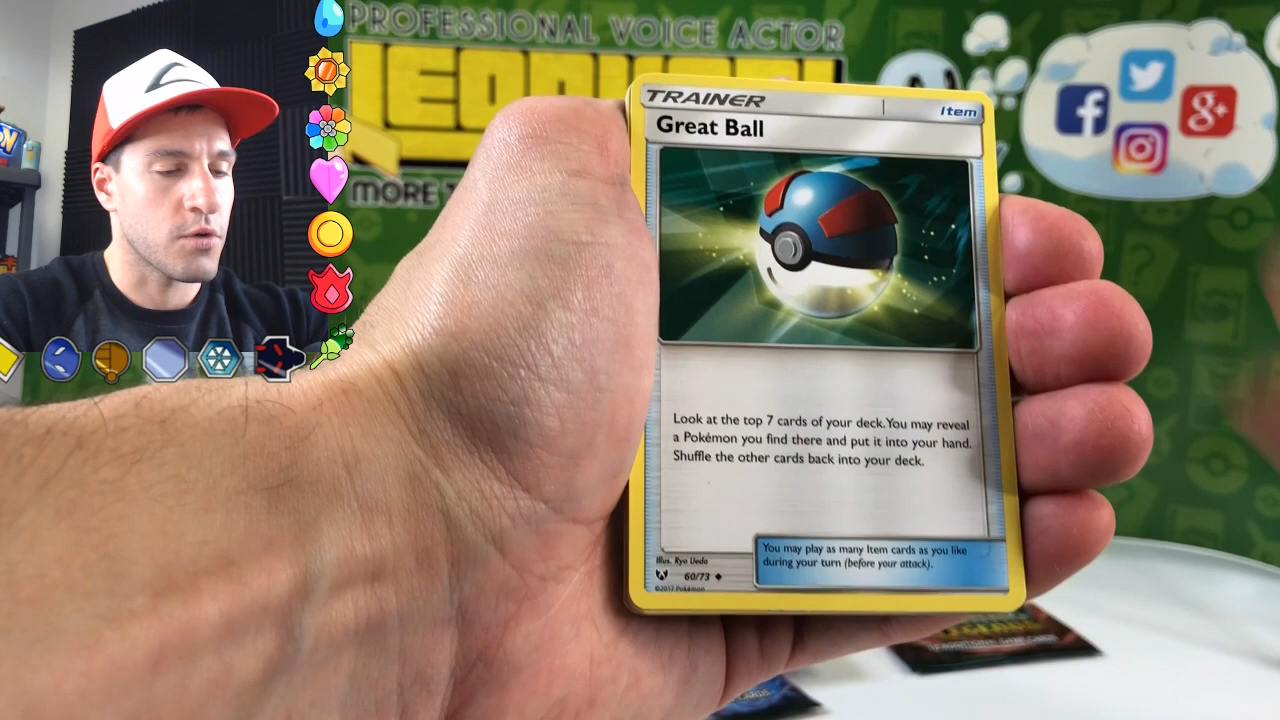 PROFESSIONAL VOICE ACTOR
MORE
TRAINER
Item
Great Ball
Look at the top 7 cards of your deck. You may reveal
a Pokémon you find there and put it into your hand.
Shuffle the other cards back into your deck.
You may play as many Item cards as you like
during your turn (before your attack).
Illus. Ryo Ueda
60/73
©2017 Pokémon